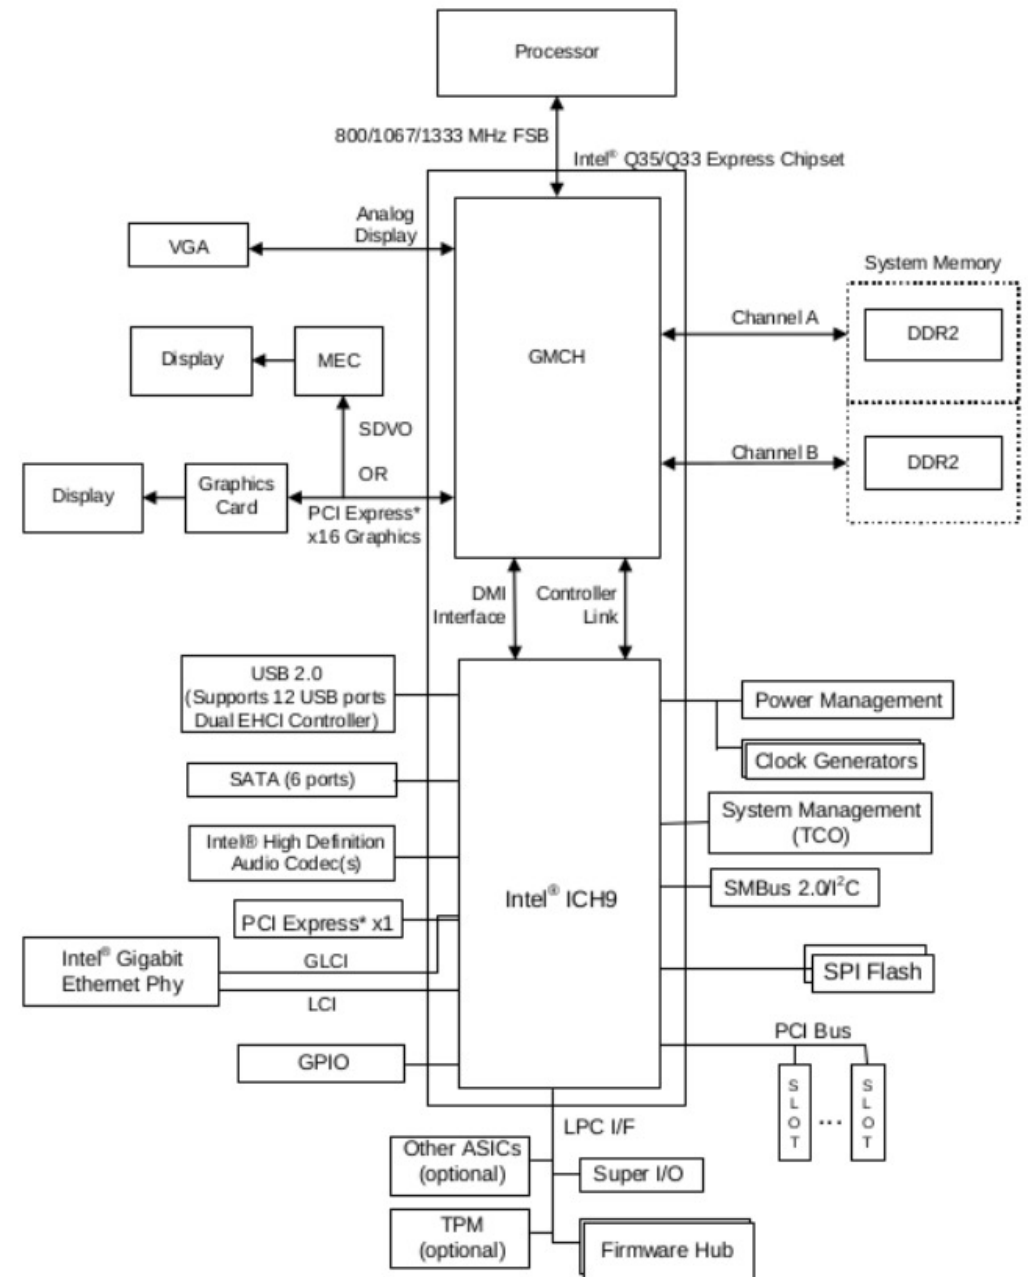 Processor
800/1067/1333 MHz FSB
Intel® Q35/Q33 Express Chipset
Analog
Display
VGA
System Memory
Channel A
DDR2
Display
MEC
GMCH
SDVO
Channel B
DDR2
OR
Display
Graphics
Card
PCI Express*
x16 Graphics
DMI
Interface
Controller
Link
USB 2.0
(Supports 12 USB ports
Dual EHCI Controller)
Power Management
Clock Generators
SATA (6 ports)
System Management
(TCO)
Intel® High Definition
Audio Codec(s)
Intel® ICH9
SMBus 2.0/I²C
PCI Express* x1
Intel® Gigabit
Ethernet Phy
GLCI
LCI
SPI Flash
PCI Bus
GPIO
SLOT
...
SLOT
LPC I/F
Other ASICs
(optional)
Super I/O
TPM
(optional)
Firmware Hub